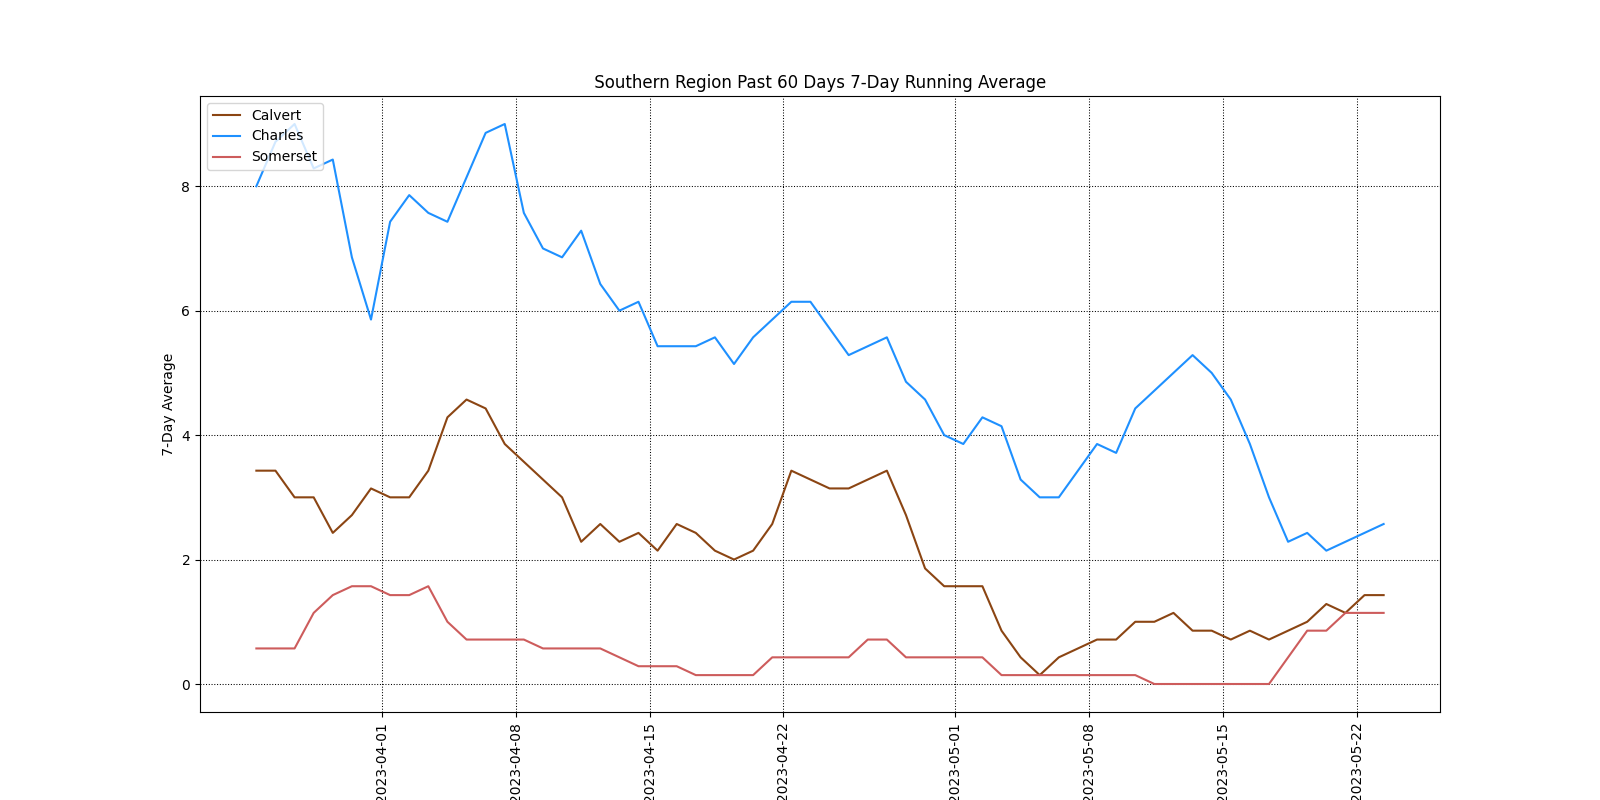 Southern Region Past 60 Days 7-Day Running Average
Calvert
Charles
Somerset
7-Day Average
8
6
4
2
0
2023-04-01
2023-04-08
2023-04-15
2023-04-22
2023-05-01
2023-05-08
2023-05-15
2023-05-22